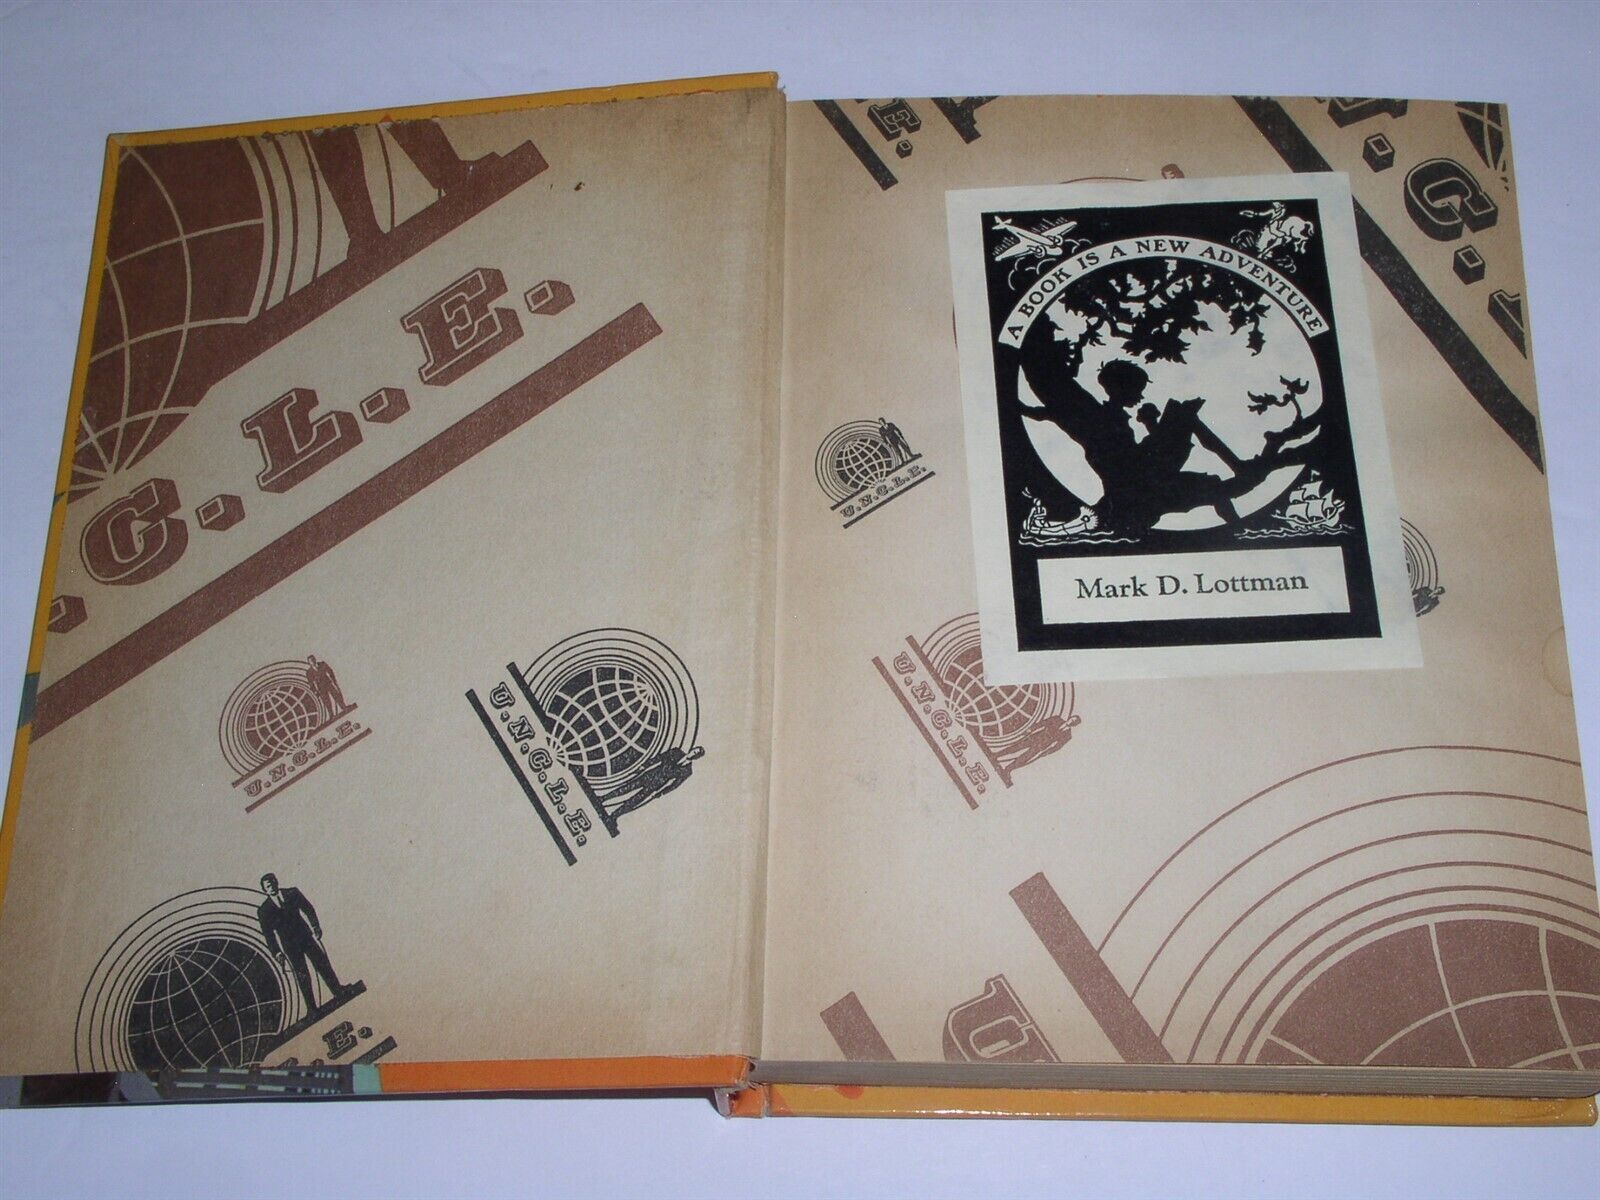 .C.L.E.
U.N.C.L.E.
U.N.C.L.E.
L.E.
E.
.C.
A BOOK IS A NEW ADVENTURE
U.N.C.L.E.
Mark D. Lottman
U.N.C.L.E.
U